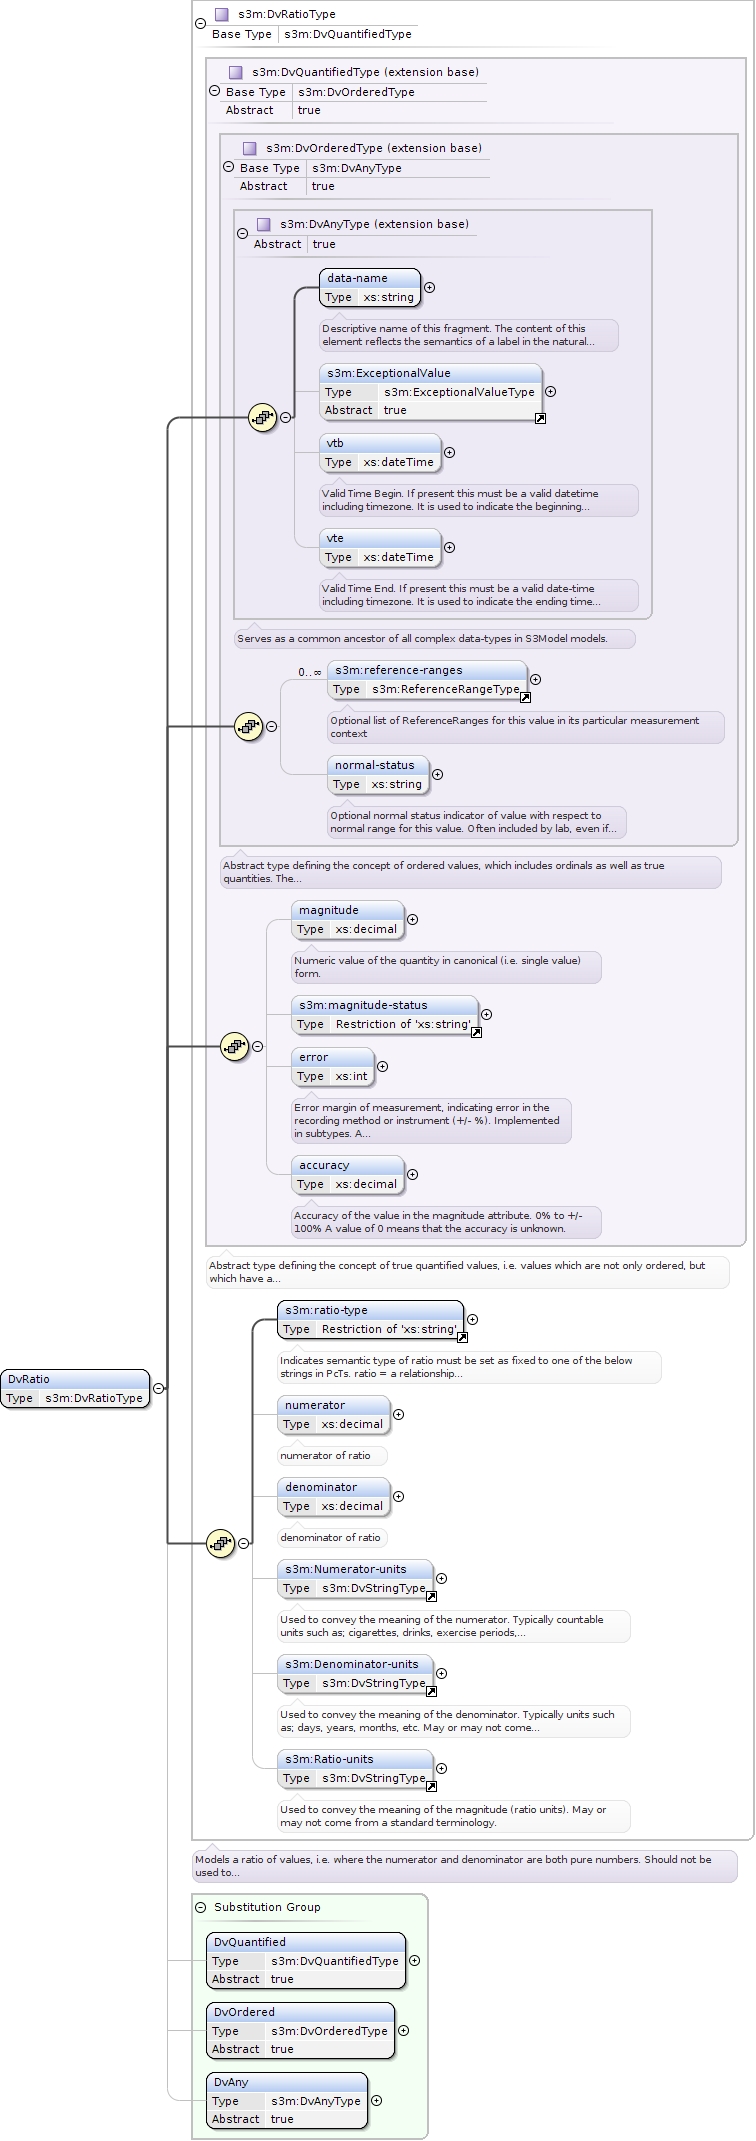 s3m:DvRatioType
Base Type s3m:DvQuantifiedType
s3m:DvQuantifiedType (extension base)
Base Type s3m:DvOrderedType
Abstract true
s3m:DvOrderedType (extension base)
Base Type s3m:DvAnyType
Abstract true
s3m:DvAnyType (extension base)
Abstract true
data-name
Type xs:string
Descriptive name of this fragment. The content of this
element reflects the semantics of a label in the natural...
s3m:ExceptionalValue
Type s3m:ExceptionalValueType
Abstract true
vtb
Type xs:dateTime
Valid Time Begin. If present this must be a valid datetime
including timezone. It is used to indicate the beginning...
vte
Type xs:dateTime
Valid Time End. If present this must be a valid date-time
including timezone. It is used to indicate the ending time...
Serves as a common ancestor of all complex data-types in S3Model models.
0..∞
s3m:reference-ranges
Type s3m:ReferenceRangeType
Optional list of ReferenceRanges for this value in its particular measurement
context
normal-status
Type xs:string
Optional normal status indicator of value with respect to
normal range for this value. Often included by lab, even if...
Abstract type defining the concept of ordered values, which includes ordinals as well as true
quantities. The...
magnitude
Type xs:decimal
Numeric value of the quantity in canonical (i.e. single value)
form.
s3m:magnitude-status
Type Restriction of 'xs:string'
error
Type xs:int
Error margin of measurement, indicating error in the
recording method or instrument (+/- %). Implemented
in subtypes. A...
accuracy
Type xs:decimal
Accuracy of the value in the magnitude attribute. 0% to +/-
100% A value of 0 means that the accuracy is unknown.
Abstract type defining the concept of true quantified values, i.e. values which are not only ordered, but
which have a...
s3m:ratio-type
Type Restriction of 'xs:string'
Indicates semantic type of ratio must be set as fixed to one of the below
strings in PcTs. ratio = a relationship...
DvRatio
Type s3m:DvRatioType
numerator
Type xs:decimal
numerator of ratio
denominator
Type xs:decimal
denominator of ratio
s3m:Numerator-units
Type s3m:DvStringType
Used to convey the meaning of the numerator. Typically countable
units such as; cigarettes, drinks, exercise periods,...
s3m:Denominator-units
Type s3m:DvStringType
Used to convey the meaning of the denominator. Typically units such
as; days, years, months, etc. May or may not come...
s3m:Ratio-units
Type s3m:DvStringType
Used to convey the meaning of the magnitude (ratio units). May or
may not come from a standard terminology.
Models a ratio of values, i.e. where the numerator and denominator are both pure numbers. Should not be
used to...
Substitution Group
DvQuantified
Type s3m:DvQuantifiedType
Abstract true
DvOrdered
Type s3m:DvOrderedType
Abstract true
DvAny
Type s3m:DvAnyType
Abstract true